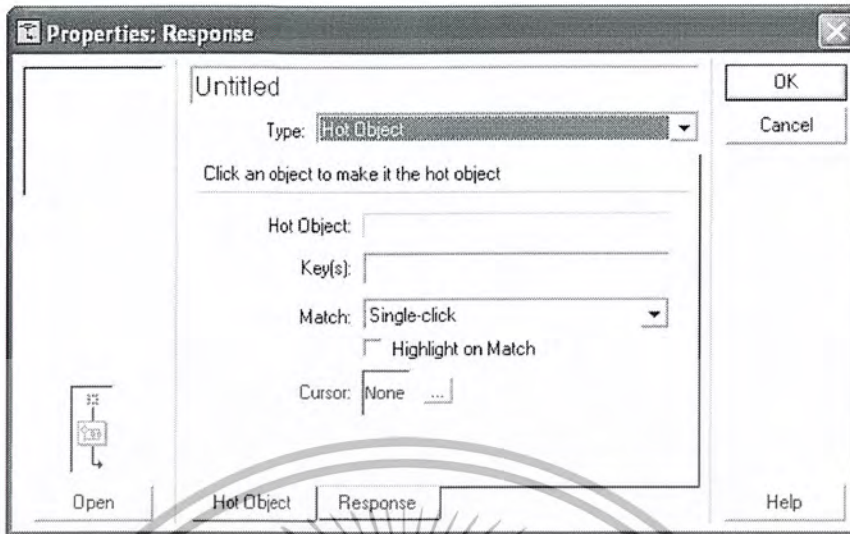 Properties: Response
Untitled
OK
Type: Hot Object
Cancel
Click an object to make it the hot object
Hot Object:
Key(s):
Match: Single-click
Highlight on Match
Cursor: None ...
Open
Hot Object
Response
Help